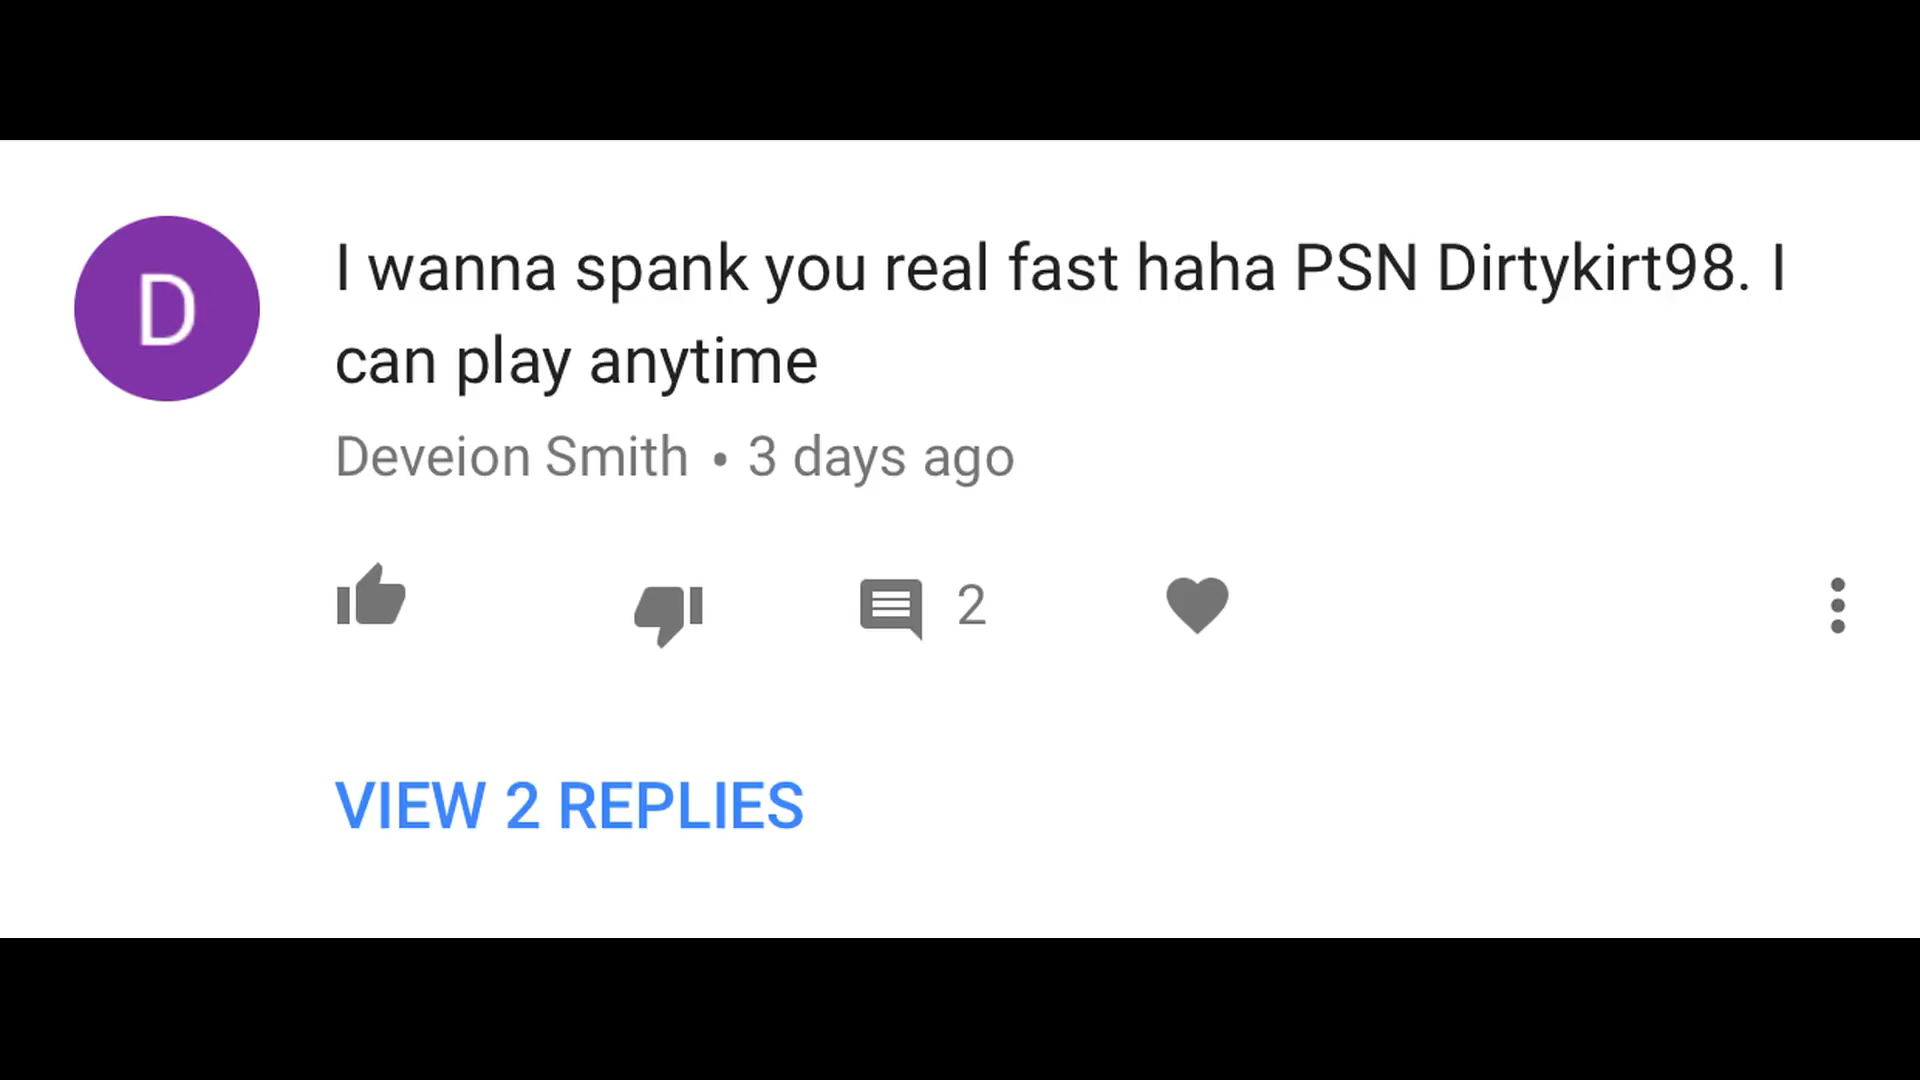 D
I wanna spank you real fast haha PSN Dirtykirt98. I
can play anytime
Deveion Smith • 3 days ago
2
VIEW 2 REPLIES